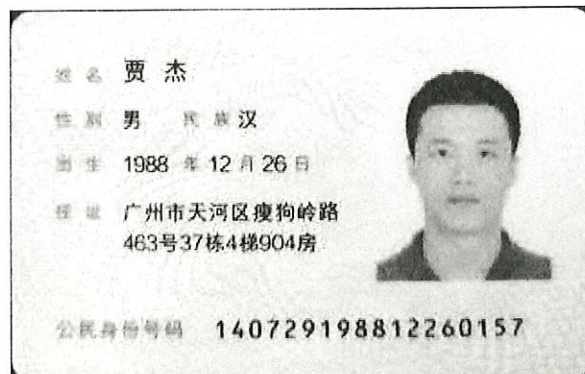 姓名 贾杰
性别 男 民族 汉
出生 1988 年 12 月 26 日
住址 广州市天河区瘦狗岭路
463号37栋4梯904房
公民身份号码 140729198812260157